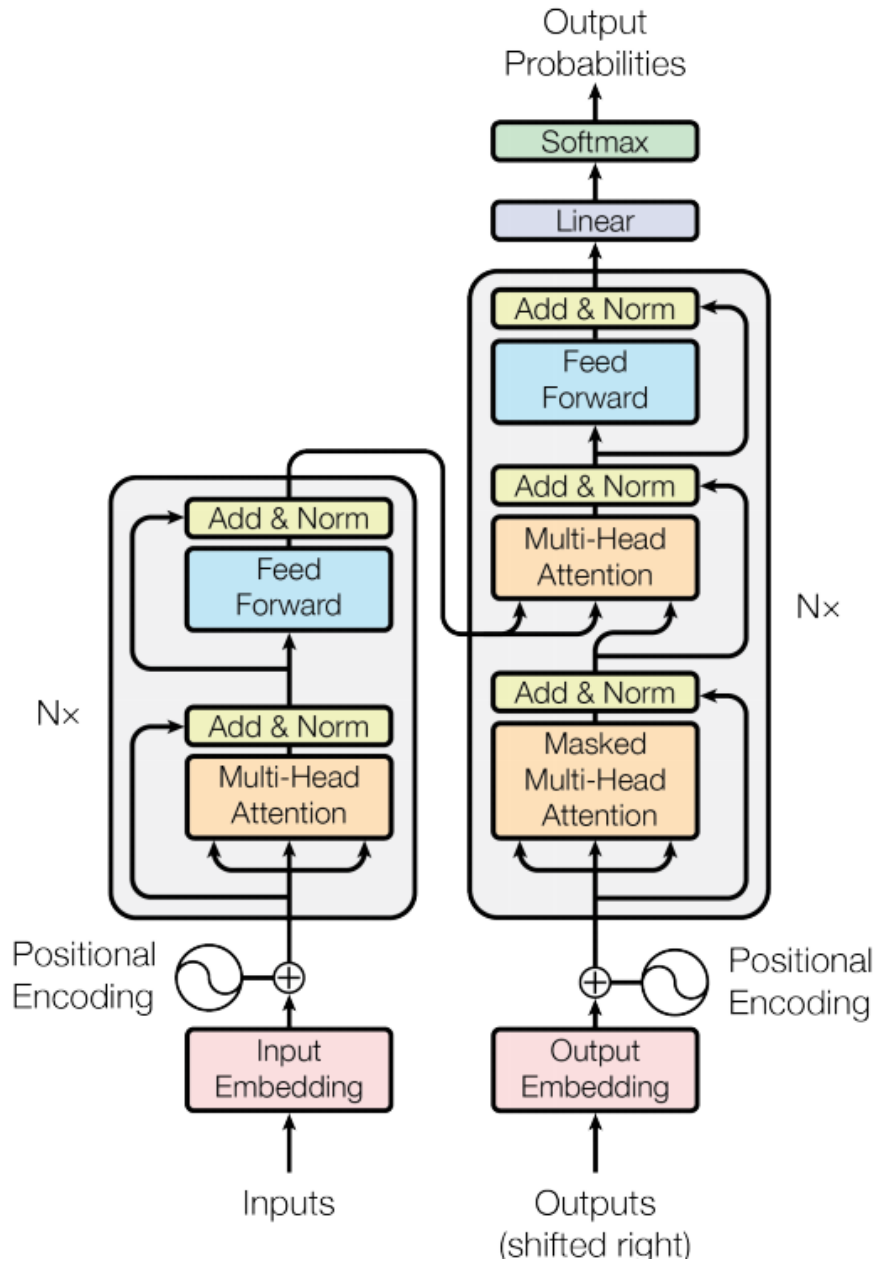 Output
Probabilities
Softmax
Linear
Add & Norm
Feed
Forward
Add & Norm
Multi-Head
Attention
Add & Norm
Masked
Multi-Head
Attention
N×
Add & Norm
Feed
Forward
Add & Norm
Multi-Head
Attention
N×
Positional
Encoding
Positional
Encoding
Input
Embedding
Output
Embedding
Inputs
Outputs
(shifted right)